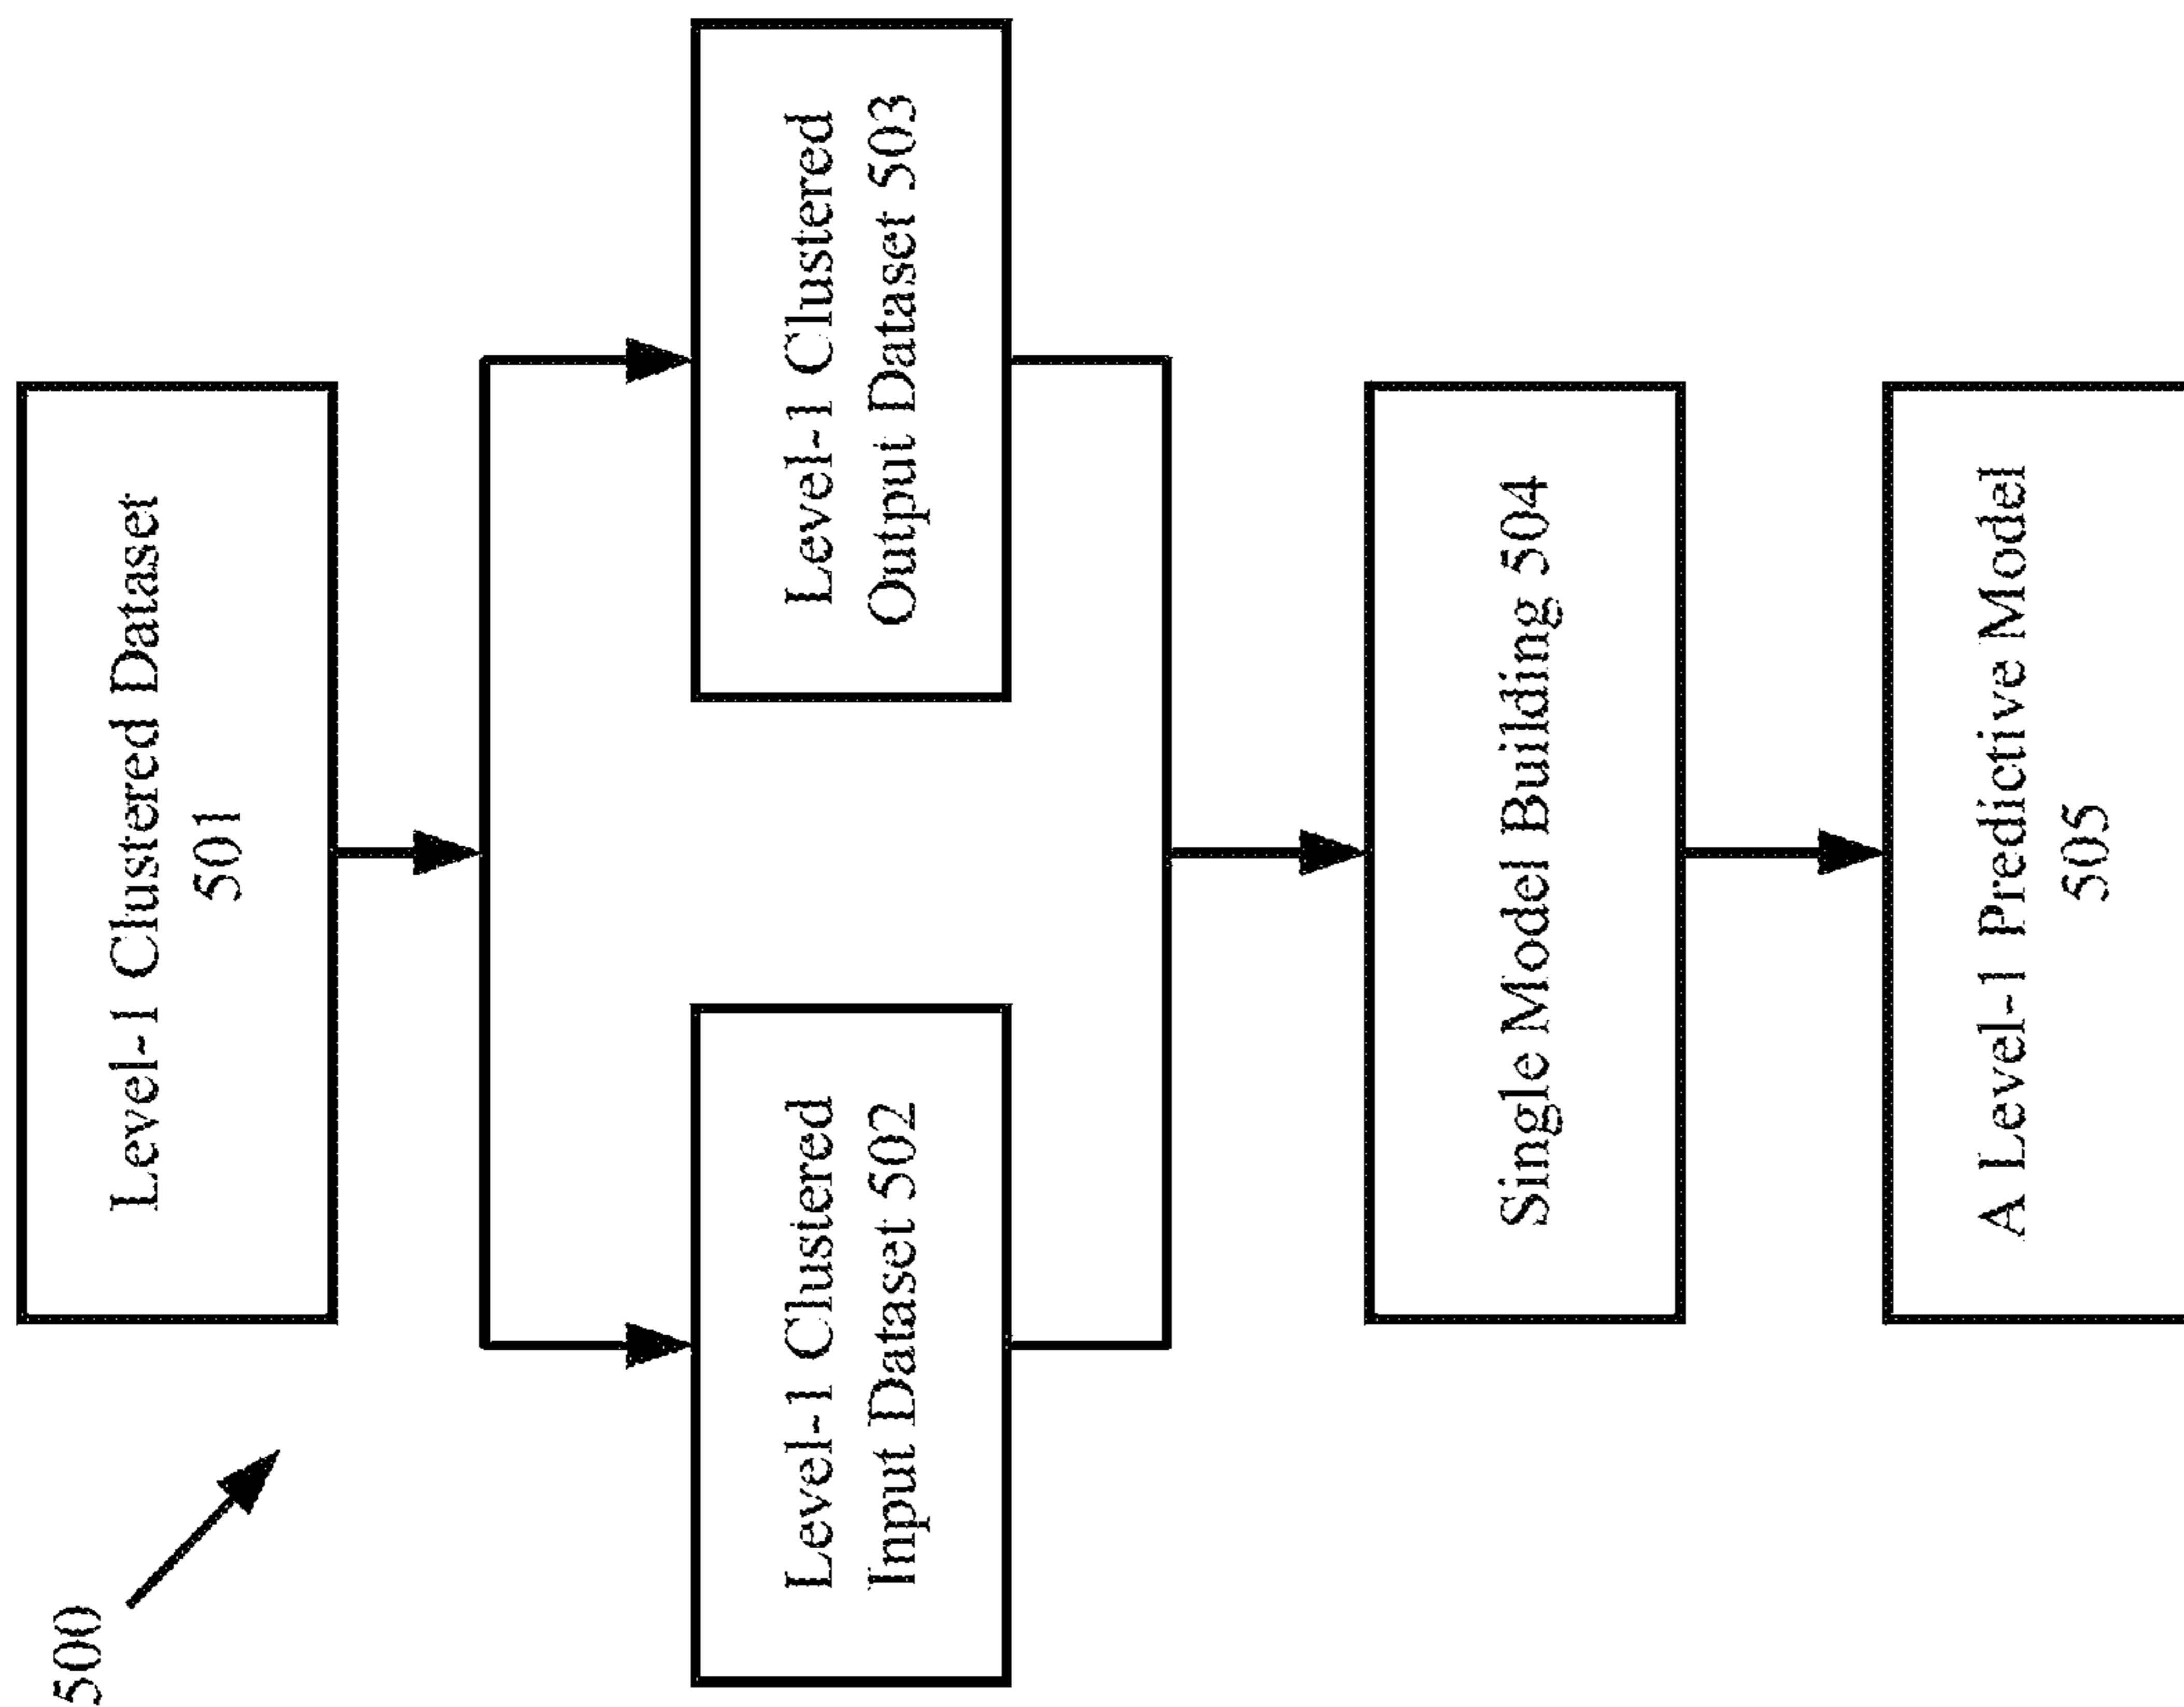 500
Level-1 Clustered Dataset
501
Level-1 Clustered
Input Dataset 502
Level-1 Clustered
Output Dataset 503
Single Model Building 504
A Level-1 Predictive Model
505